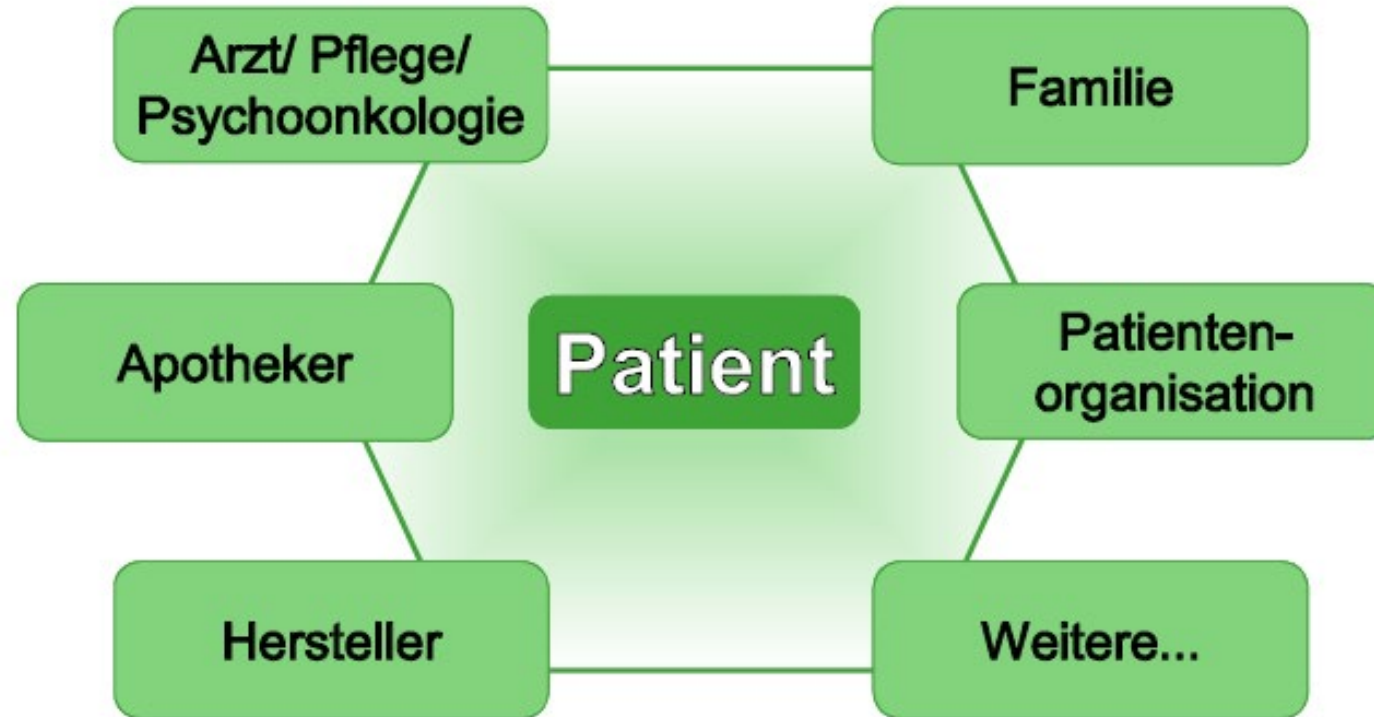 Arzt/ Pflege/
Psychoonkologie
Familie
Apotheker
Patient
Patienten-
organisation
Hersteller
Weitere...